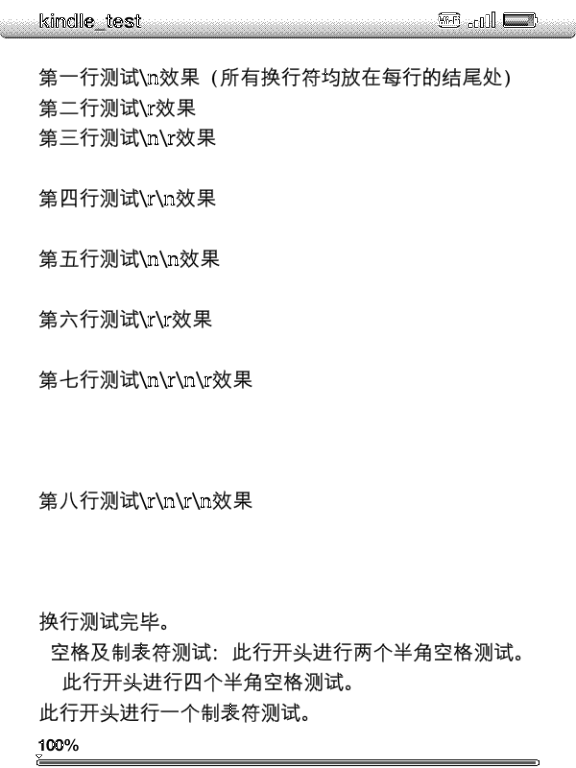 kindle_test
Wi-Fi
第一行测试\n效果（所有换行符均放在每行的结尾处）
第二行测试\r效果
第三行测试\n\r效果
第四行测试\r\n效果
第五行测试\n\n效果
第六行测试\r\r效果
第七行测试\n\r\n\r效果
第八行测试\r\n\r\n效果
换行测试完毕。
空格及制表符测试：此行开头进行两个半角空格测试。
此行开头进行四个半角空格测试。
此行开头进行一个制表符测试。
100%